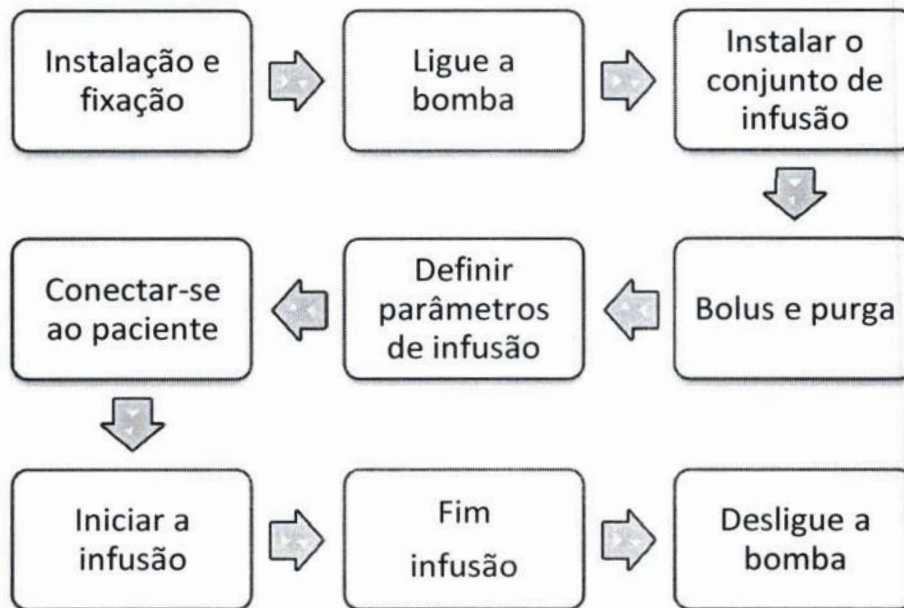 Instalação e
fixação
Ligue a
bomba
Instalar o
conjunto de
infusão
Bolus e purga
Definir
parâmetros
de infusão
Conectar-se
ao paciente
Iniciar a
infusão
Fim
infusão
Desligue a
bomba